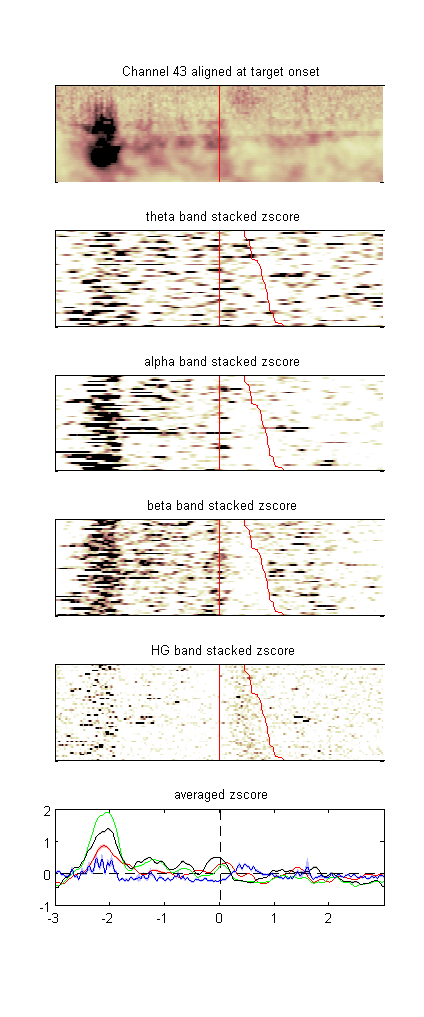 Channel 43 aligned at target onset
theta band stacked zscore
alpha band stacked zscore
beta band stacked zscore
HG band stacked zscore
averaged zscore
2
1
0
-1
-3 -2 -1 0 1 2